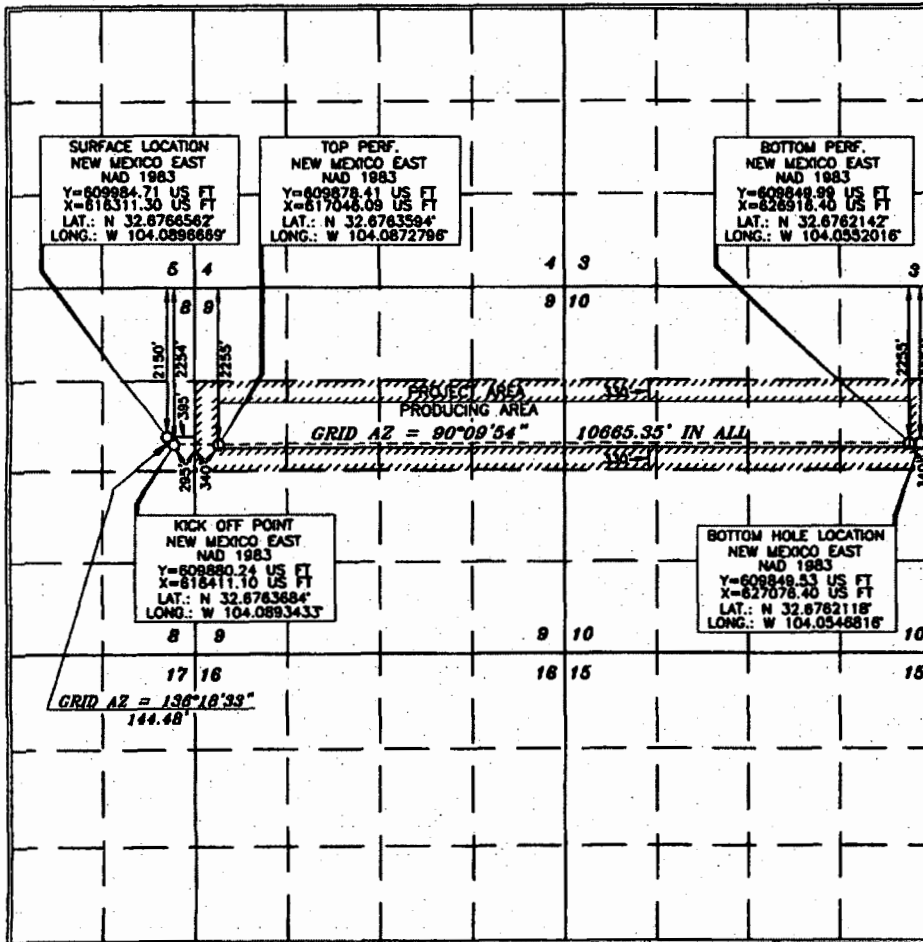 SURFACE LOCATION
NEW MEXICO EAST
NAD 1983
Y=609984.71 US FT
X=616311.30 US FT
LAT.: N 32.6766562°
LONG.: W 104.0896669°
TOP PERF.
NEW MEXICO EAST
NAD 1983
Y=609878.41 US FT
X=617046.09 US FT
LAT.: N 32.6763594°
LONG.: W 104.0872796°
BOTTOM PERF.
NEW MEXICO EAST
NAD 1983
Y=609849.99 US FT
X=626916.40 US FT
LAT.: N 32.6762142°
LONG.: W 104.0552016°
5 4
8 9
4 3
9 10
3
2150'
2254'
395'
2255'
2255'
PROJECT AREA
330'
PRODUCING AREA
GRID AZ = 90°09'54" 10665.35' IN ALL
330'
295'
340'
KICK OFF POINT
NEW MEXICO EAST
NAD 1983
Y=609880.24 US FT
X=616411.10 US FT
LAT.: N 32.6763684°
LONG.: W 104.0893433°
BOTTOM HOLE LOCATION
NEW MEXICO EAST
NAD 1983
Y=609849.53 US FT
X=627076.40 US FT
LAT.: N 32.6762118°
LONG.: W 104.0546816°
8 9
17 16
9 10
16 15
10
15
GRID AZ = 136°18'33"
144.48'